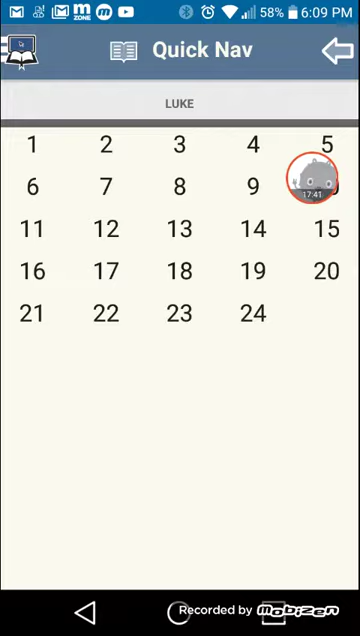 58% 6:09 PM
Quick Nav
LUKE
1 2 3 4 5
6 7 8 9
17:41
11 12 13 14 15
16 17 18 19 20
21 22 23 24
Recorded by mobizen